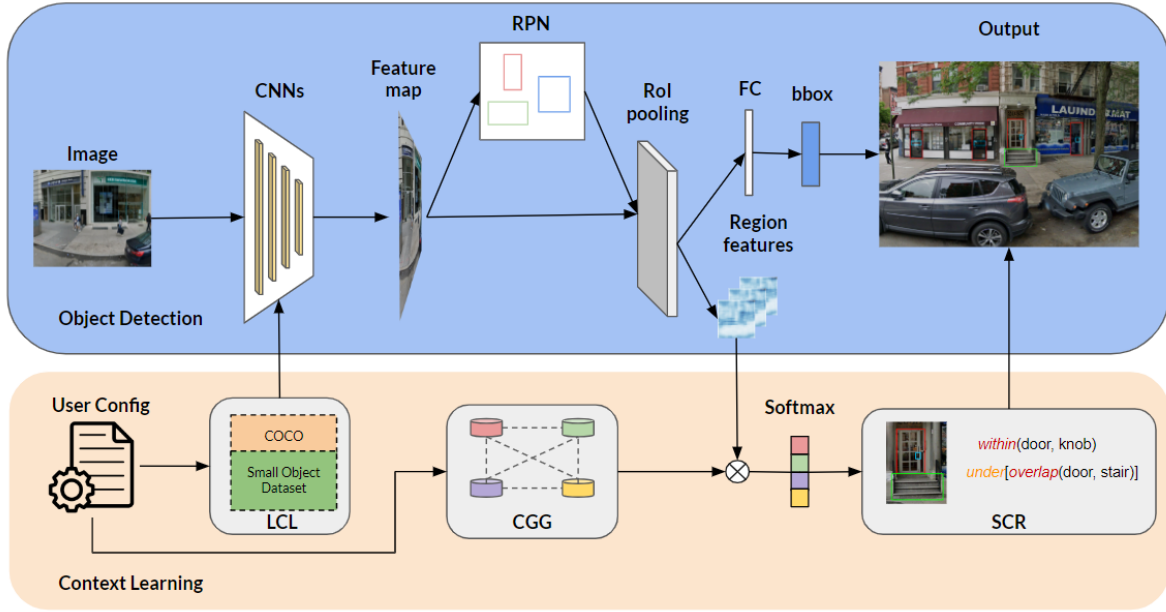 RPN
Output
Feature
map
CNNs
RoI
pooling
FC
bbox
Image
LAUNDROMAT
Region
features
Object Detection
User Config
COCO
Small Object
Dataset
LCL
CGG
Softmax
within(door, knob)
under[overlap(door, stair)]
SCR
Context Learning